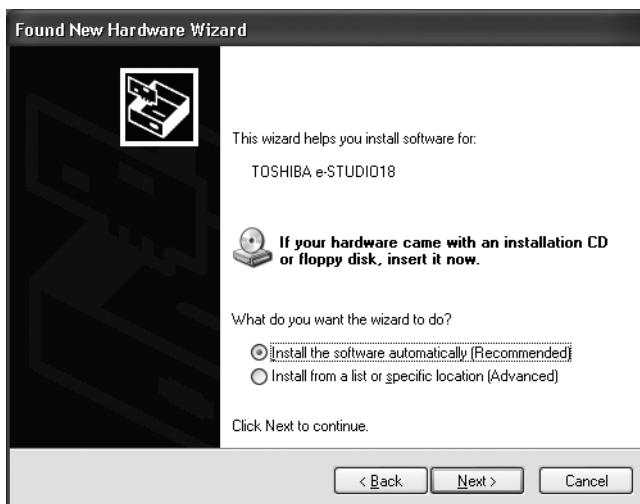 Found New Hardware Wizard
This wizard helps you install software for:
TOSHIBA e-STUDIO18
If your hardware came with an installation CD
or floppy disk, insert it now.
What do you want the wizard to do?
Install the software automatically (Recommended)
Install from a list or specific location (Advanced)
Click Next to continue.
< Back Next > Cancel